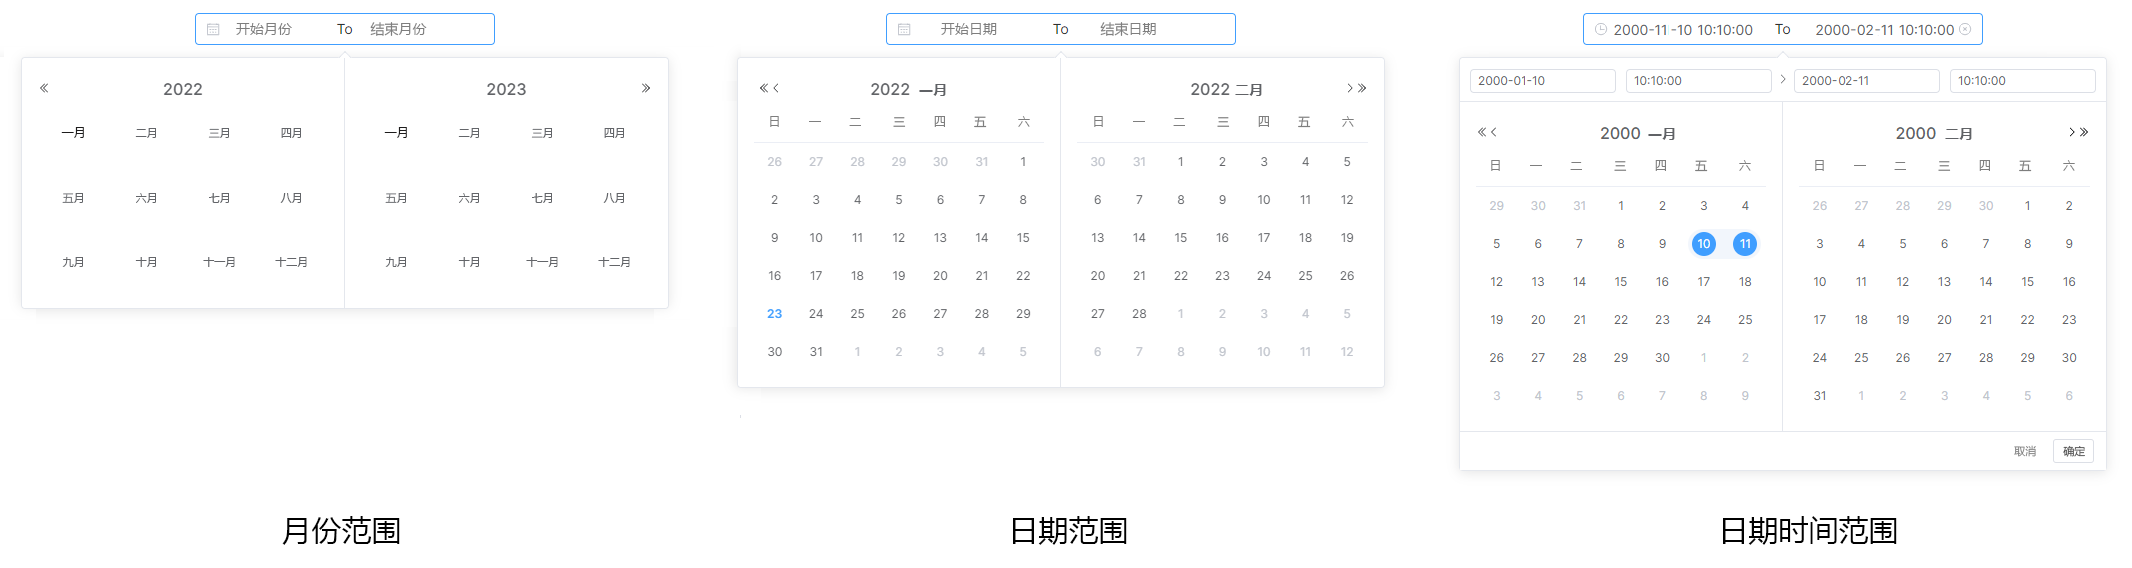 开始月份 To 结束月份
2022
一月 二月 三月 四月
五月 六月 七月 八月
九月 十月 十一月 十二月
2023
一月 二月 三月 四月
五月 六月 七月 八月
九月 十月 十一月 十二月
月份范围
开始日期 To 结束日期
2022 一月
日 一 二 三 四 五 六
26 27 28 29 30 31 1
2 3 4 5 6 7 8
9 10 11 12 13 14 15
16 17 18 19 20 21 22
23 24 25 26 27 28 29
30 31 1 2 3 4 5
2022 二月
日 一 二 三 四 五 六
30 31 1 2 3 4 5
6 7 8 9 10 11 12
13 14 15 16 17 18 19
20 21 22 23 24 25 26
27 28 1 2 3 4 5
6 7 8 9 10 11 12
日期范围
2000-11-10 10:10:00 To 2000-02-11 10:10:00
2000-01-10 10:10:00 > 2000-02-11 10:10:00
2000 一月
日 一 二 三 四 五 六
29 30 31 1 2 3 4
5 6 7 8 9 10 11
12 13 14 15 16 17 18
19 20 21 22 23 24 25
26 27 28 29 30 1 2
3 4 5 6 7 8 9
2000 二月
日 一 二 三 四 五 六
26 27 28 29 30 1 2
3 4 5 6 7 8 9
10 11 12 13 14 15 16
17 18 19 20 21 22 23
24 25 26 27 28 29 30
31 1 2 3 4 5 6
取消 确定
日期时间范围